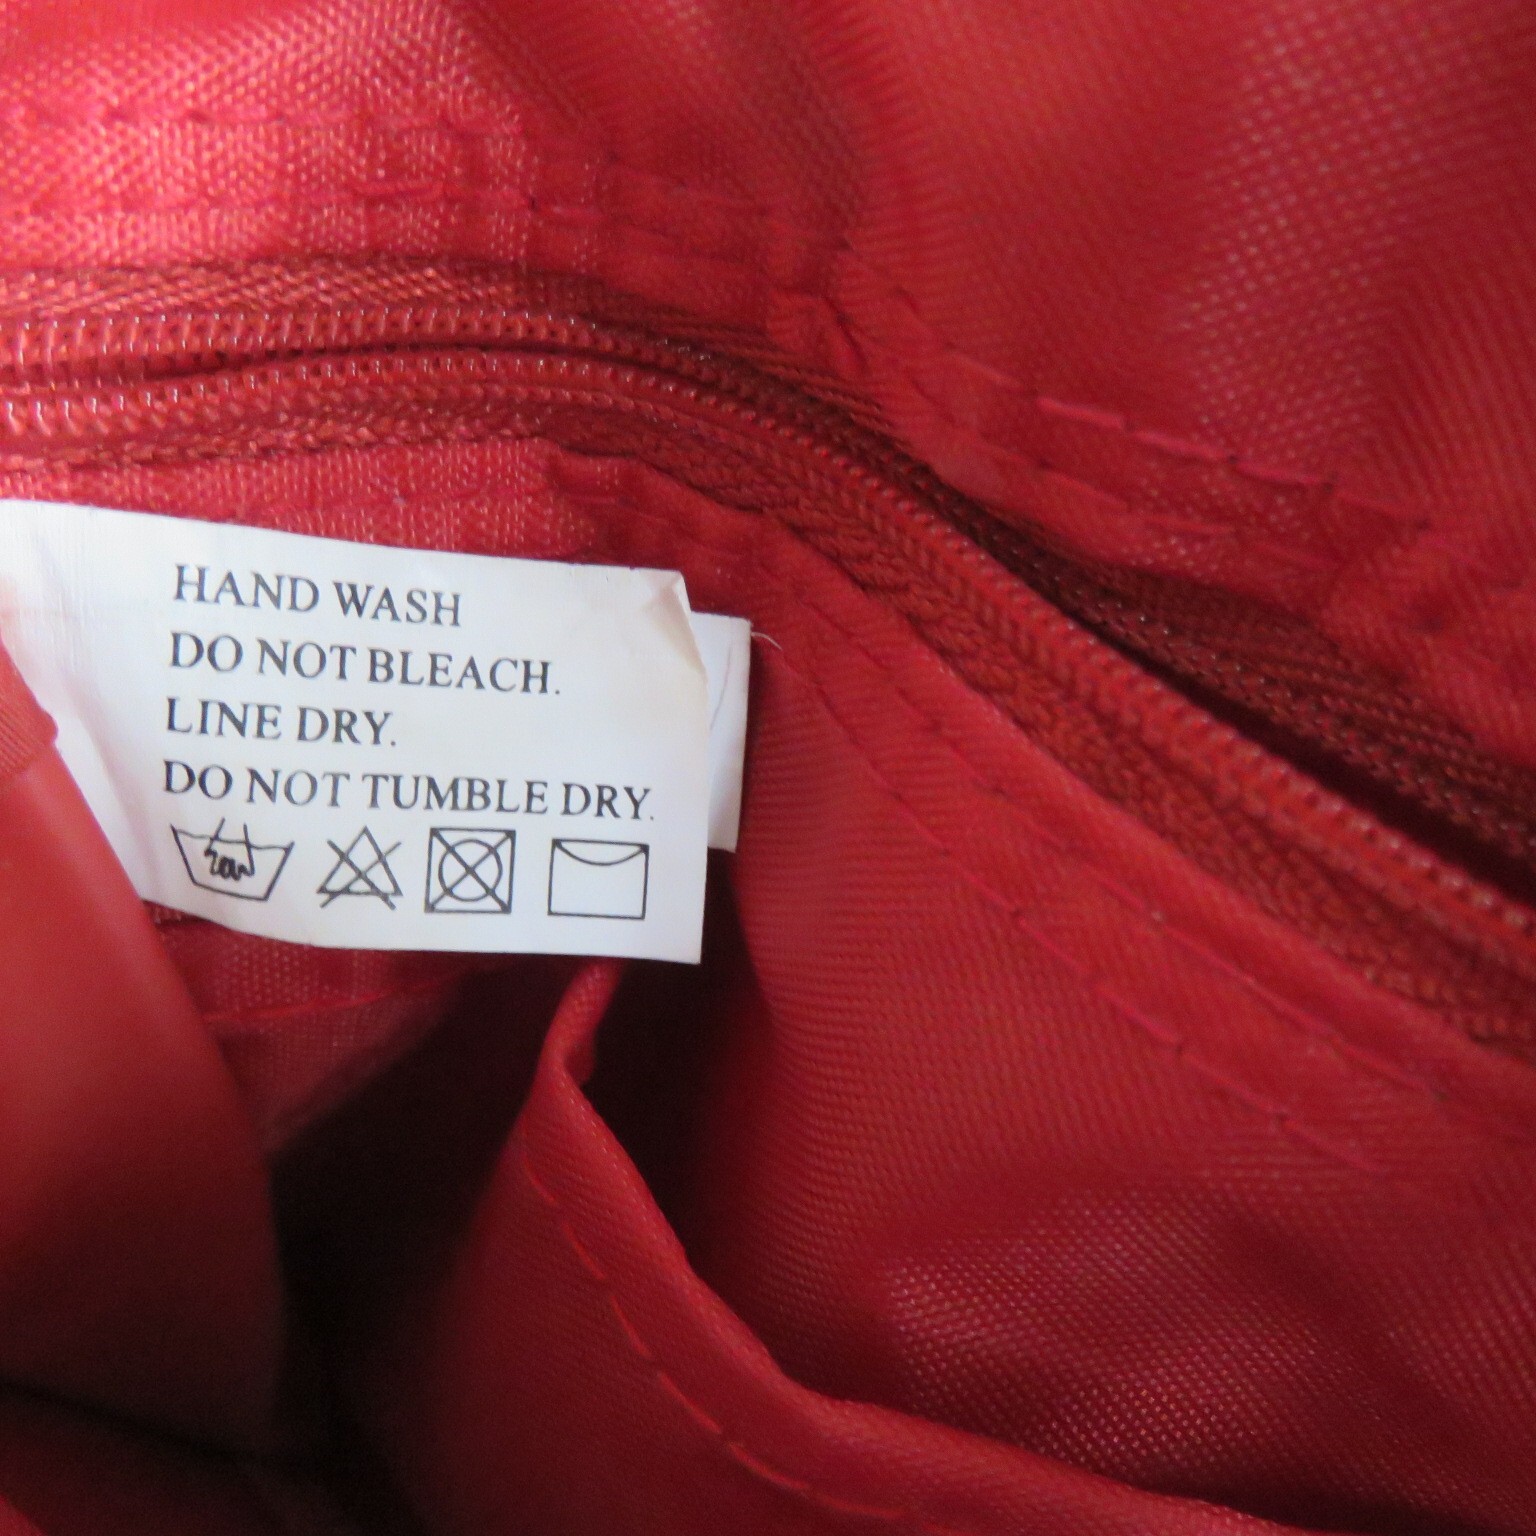 HAND WASH
DO NOT BLEACH.
LINE DRY.
DO NOT TUMBLE DRY.